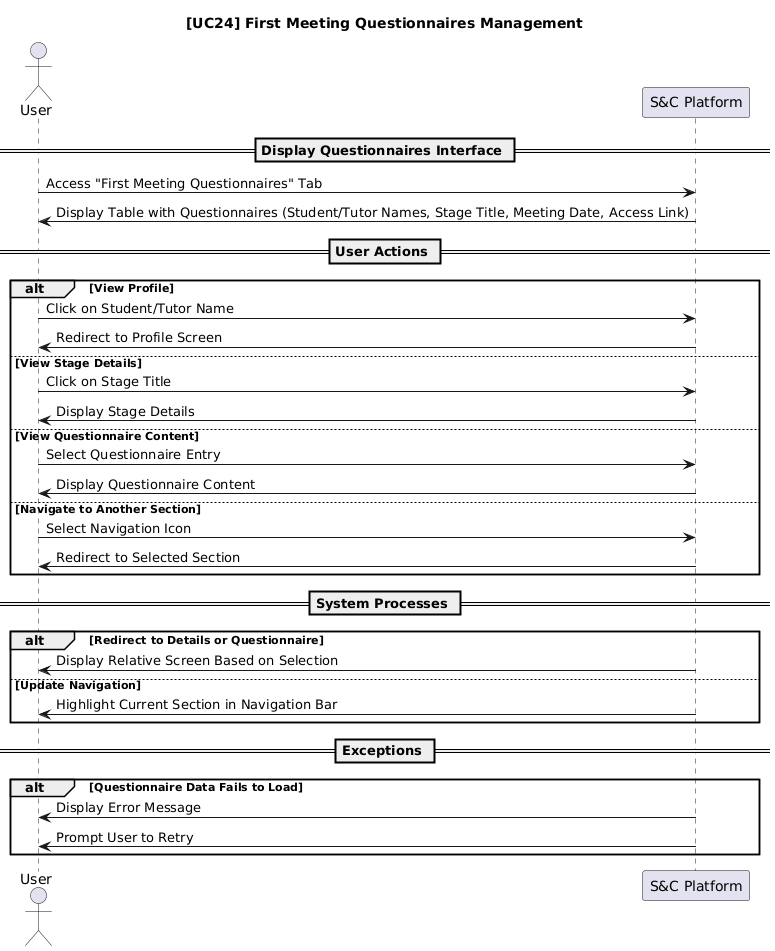 [UC24] First Meeting Questionnaires Management
User
S&C Platform
Display Questionnaires Interface
Access "First Meeting Questionnaires" Tab
Display Table with Questionnaires (Student/Tutor Names, Stage Title, Meeting Date, Access Link)
User Actions
alt [View Profile]
Click on Student/Tutor Name
Redirect to Profile Screen
[View Stage Details]
Click on Stage Title
Display Stage Details
[View Questionnaire Content]
Select Questionnaire Entry
Display Questionnaire Content
[Navigate to Another Section]
Select Navigation Icon
Redirect to Selected Section
System Processes
alt [Redirect to Details or Questionnaire]
Display Relative Screen Based on Selection
[Update Navigation]
Highlight Current Section in Navigation Bar
Exceptions
alt [Questionnaire Data Fails to Load]
Display Error Message
Prompt User to Retry
User
S&C Platform